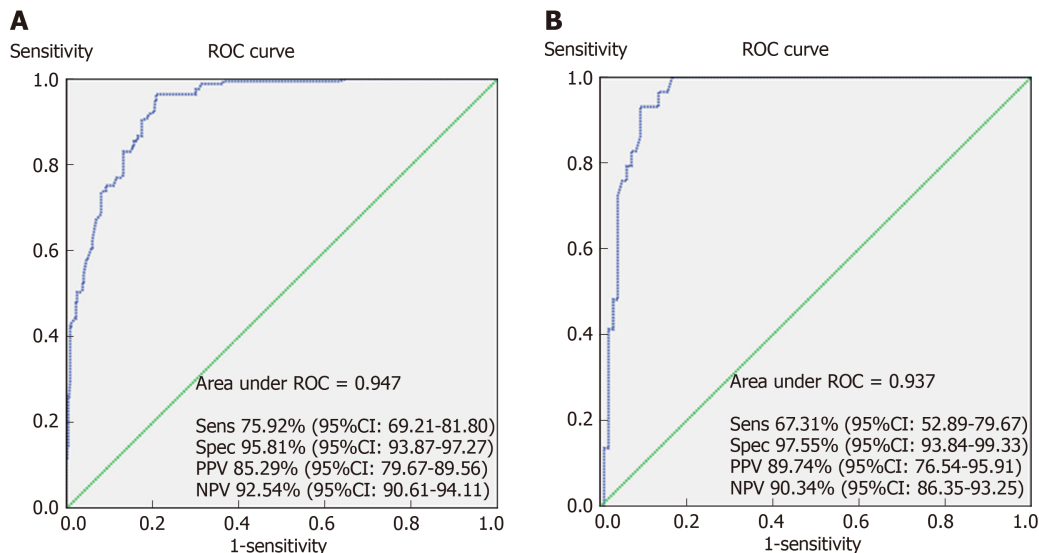 A
Sensitivity ROC curve
1.0
0.8
0.6
0.4
0.2
0.0
Area under ROC = 0.947
Sens 75.92% (95%CI: 69.21-81.80)
Spec 95.81% (95%CI: 93.87-97.27)
PPV 85.29% (95%CI: 79.67-89.56)
NPV 92.54% (95%CI: 90.61-94.11)
0.0 0.2 0.4 0.6 0.8 1.0
1-sensitivity
B
Sensitivity ROC curve
1.0
0.8
0.6
0.4
0.2
0.0
Area under ROC = 0.937
Sens 67.31% (95%CI: 52.89-79.67)
Spec 97.55% (95%CI: 93.84-99.33)
PPV 89.74% (95%CI: 76.54-95.91)
NPV 90.34% (95%CI: 86.35-93.25)
0.0 0.2 0.4 0.6 0.8 1.0
1-sensitivity